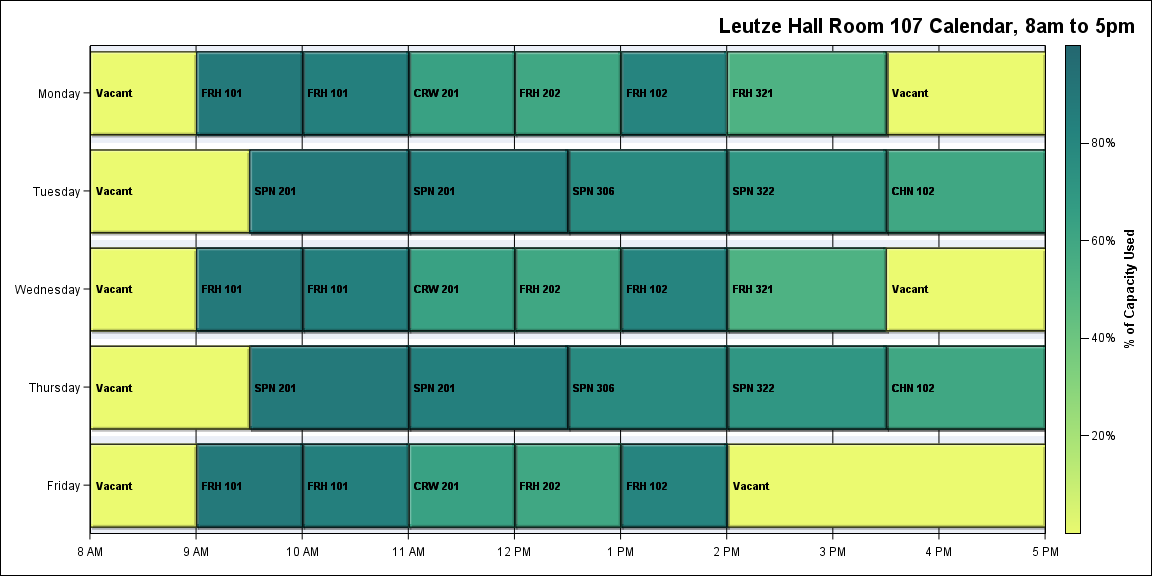 Leutze Hall Room 107 Calendar, 8am to 5pm
Monday
Vacant
FRH 101
FRH 101
CRW 201
FRH 202
FRH 102
FRH 321
Vacant
Tuesday
Vacant
SPN 201
SPN 201
SPN 306
SPN 322
CHN 102
Wednesday
Vacant
FRH 101
FRH 101
CRW 201
FRH 202
FRH 102
FRH 321
Vacant
Thursday
Vacant
SPN 201
SPN 201
SPN 306
SPN 322
CHN 102
Friday
Vacant
FRH 101
FRH 101
CRW 201
FRH 202
FRH 102
Vacant
8 AM
9 AM
10 AM
11 AM
12 PM
1 PM
2 PM
3 PM
4 PM
5 PM
80%
60%
40%
20%
% of Capacity Used